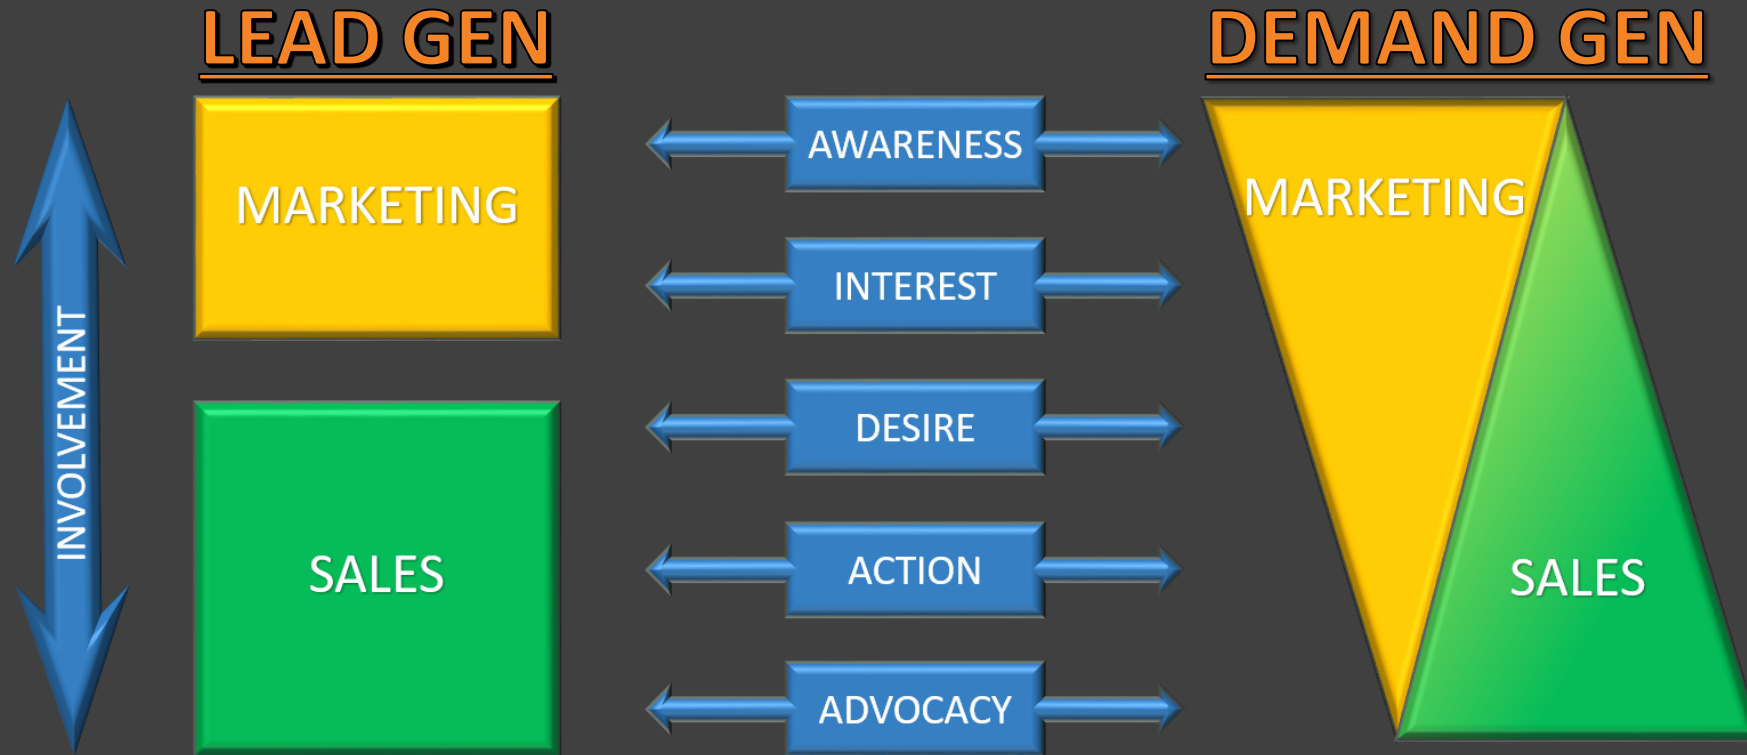 LEAD GEN
DEMAND GEN
INVOLVEMENT
MARKETING
SALES
AWARENESS
INTEREST
DESIRE
ACTION
ADVOCACY
MARKETING
SALES